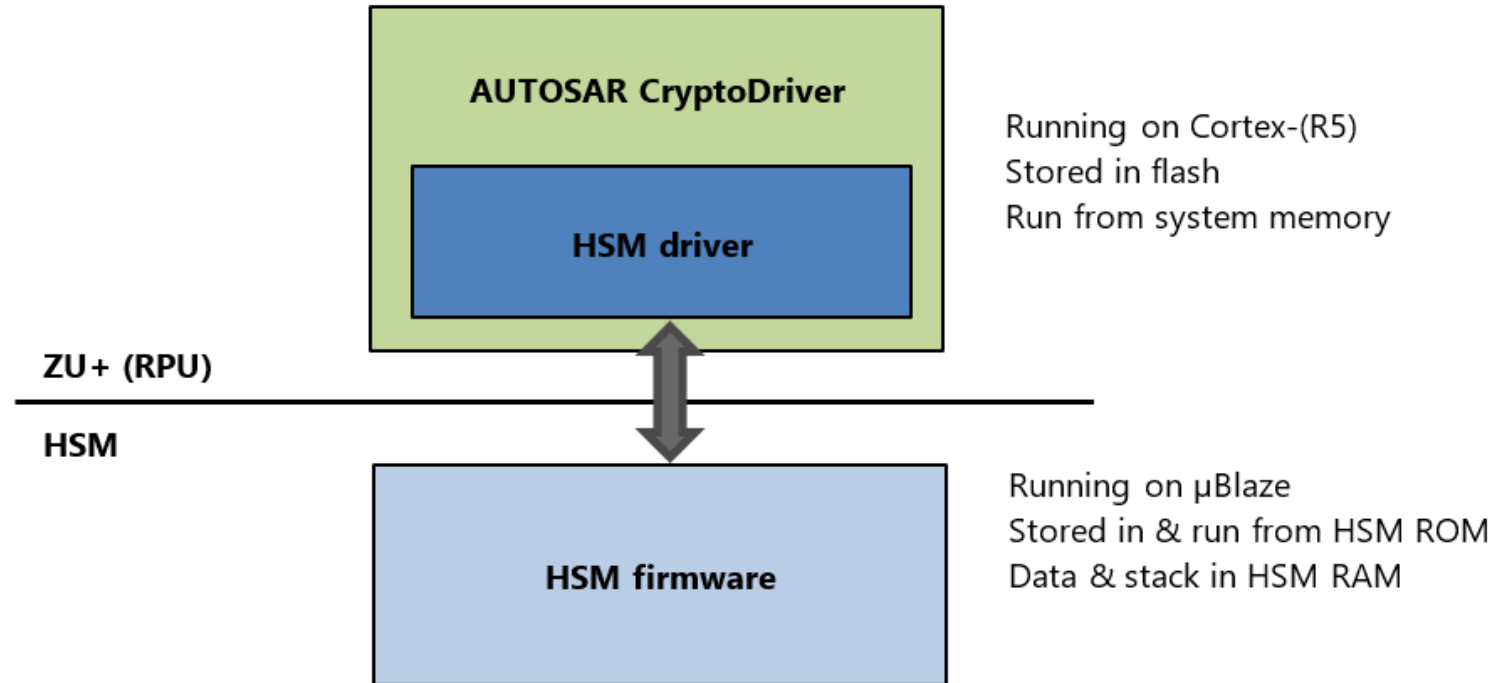 AUTOSAR CryptoDriver
HSM driver
Running on Cortex-(R5)
Stored in flash
Run from system memory
ZU+ (RPU)
HSM
HSM firmware
Running on µBlaze
Stored in & run from HSM ROM
Data & stack in HSM RAM